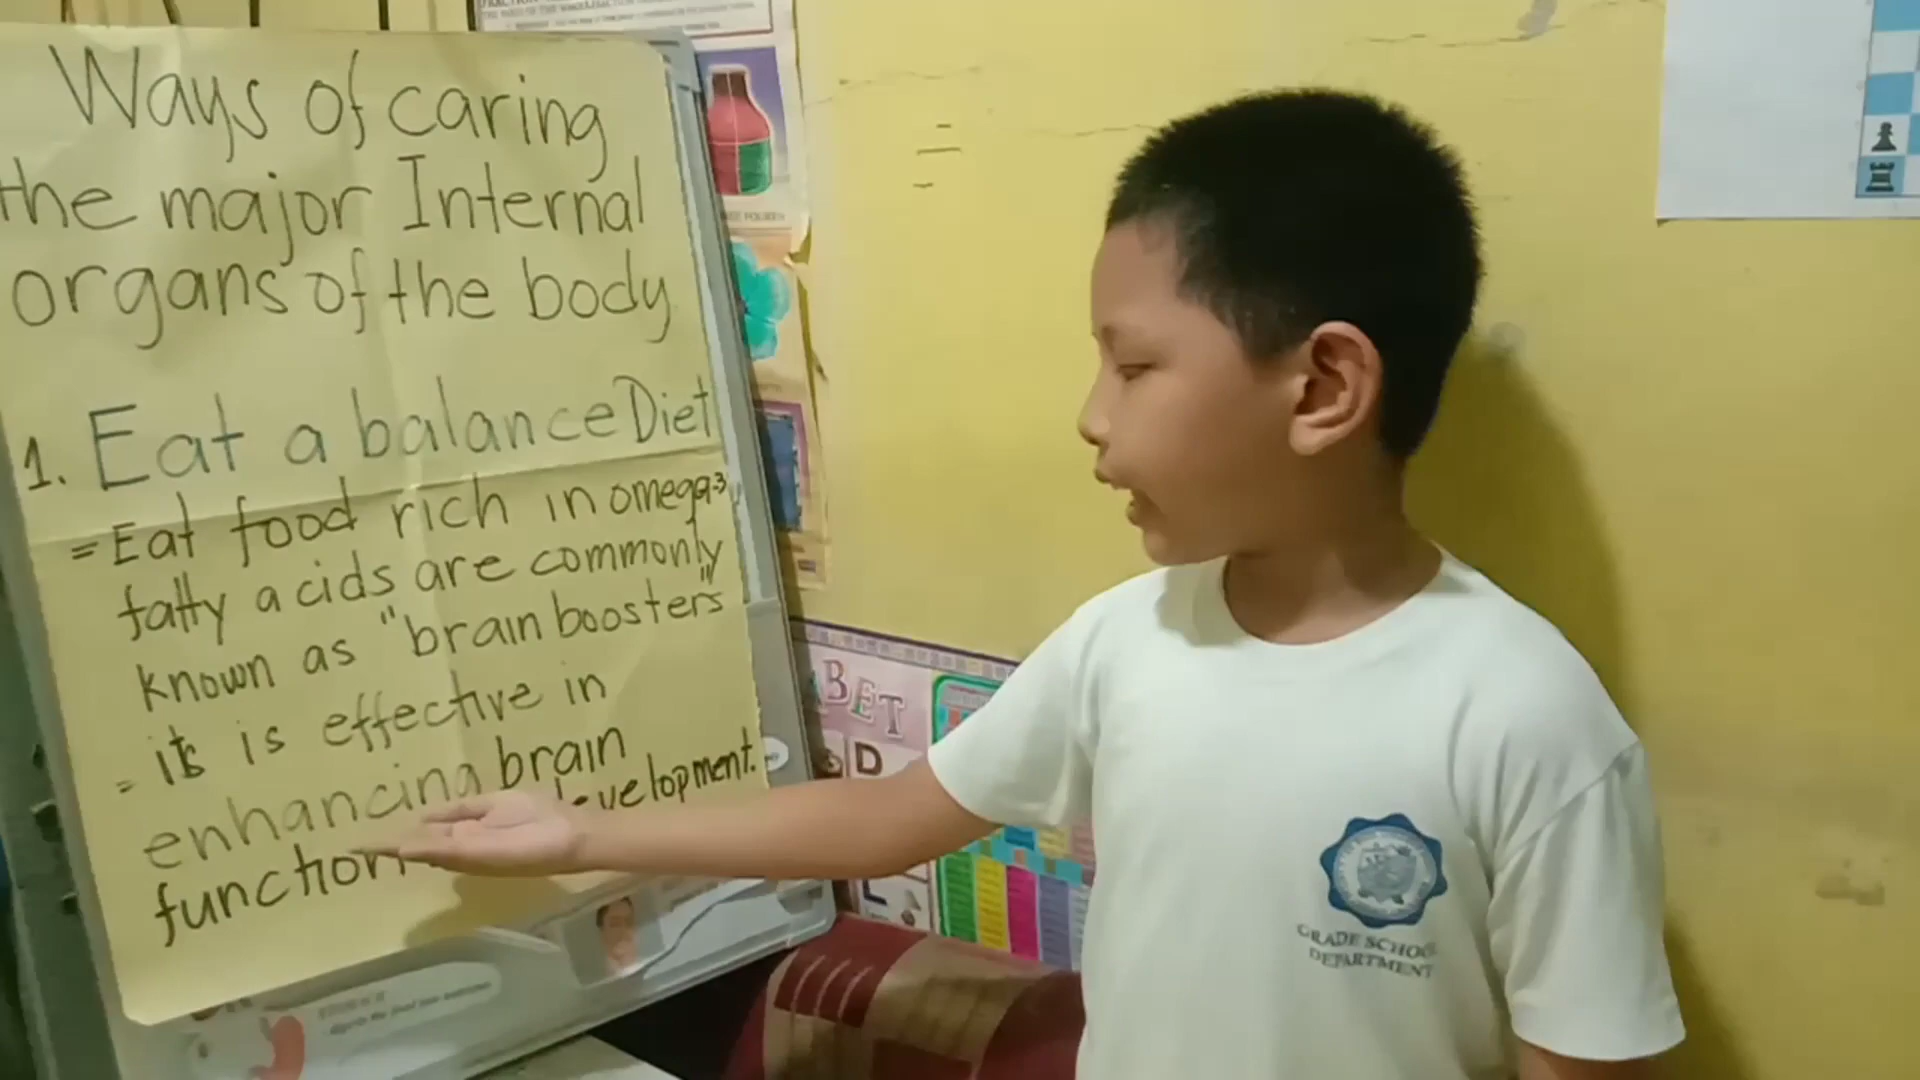 Ways of caring
the major Internal
organs of the body
1. Eat a balance Diet
= Eat food rich in omega-3
fatty acids are commonly
known as "brain boosters"
= its is effective in
enhancing brain
function
development.
BET
D
L
GRADE SCHOOL
DEPARTMENT